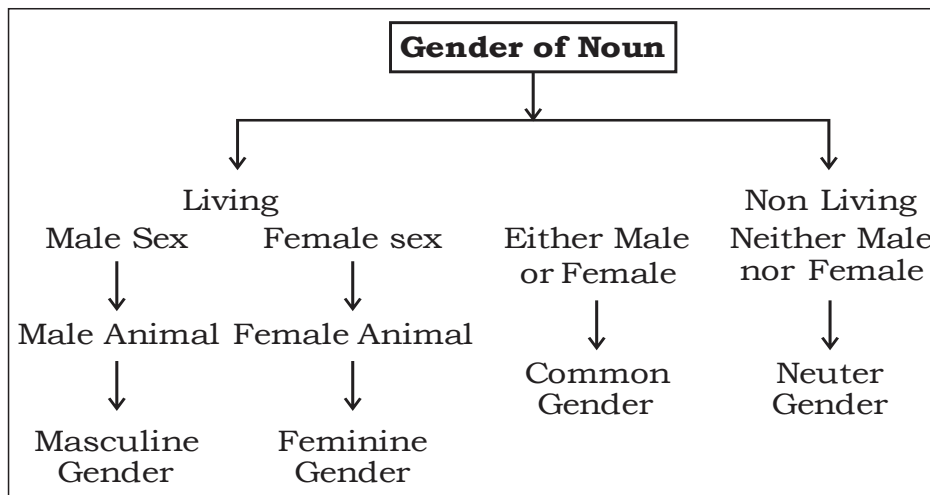 Gender of Noun
Living
Non Living
Male Sex
Female sex
Either Male
or Female
Neither Male
nor Female
Male Animal
Female Animal
Common
Gender
Neuter
Gender
Masculine
Gender
Feminine
Gender